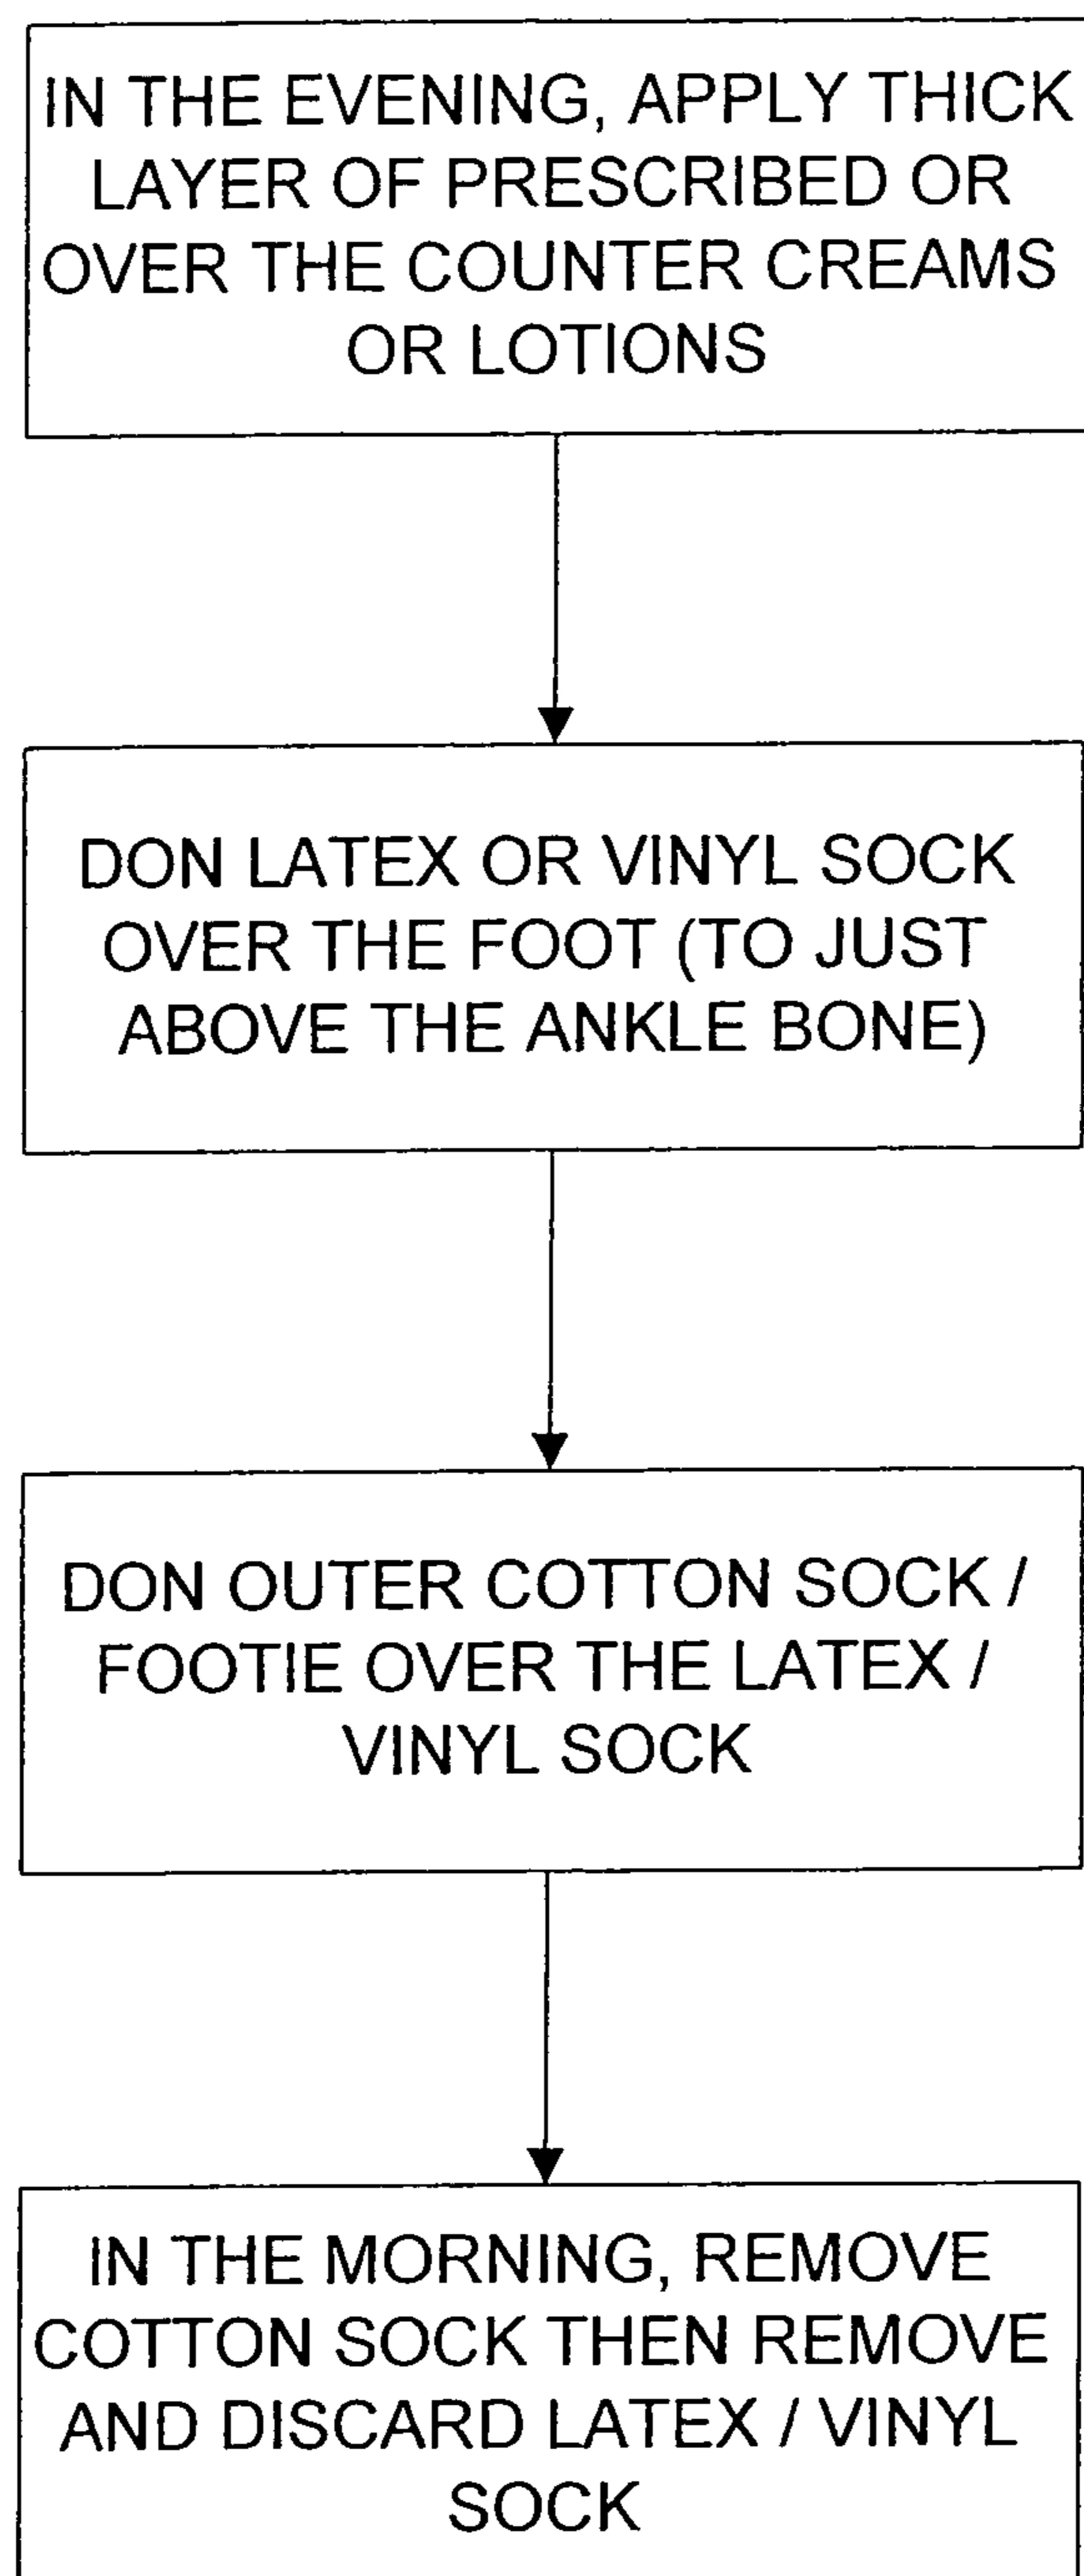 IN THE EVENING, APPLY THICK
LAYER OF PRESCRIBED OR
OVER THE COUNTER CREAMS
OR LOTIONS
DON LATEX OR VINYL SOCK
OVER THE FOOT (TO JUST
ABOVE THE ANKLE BONE)
DON OUTER COTTON SOCK /
FOOTIE OVER THE LATEX /
VINYL SOCK
IN THE MORNING, REMOVE
COTTON SOCK THEN REMOVE
AND DISCARD LATEX / VINYL
SOCK